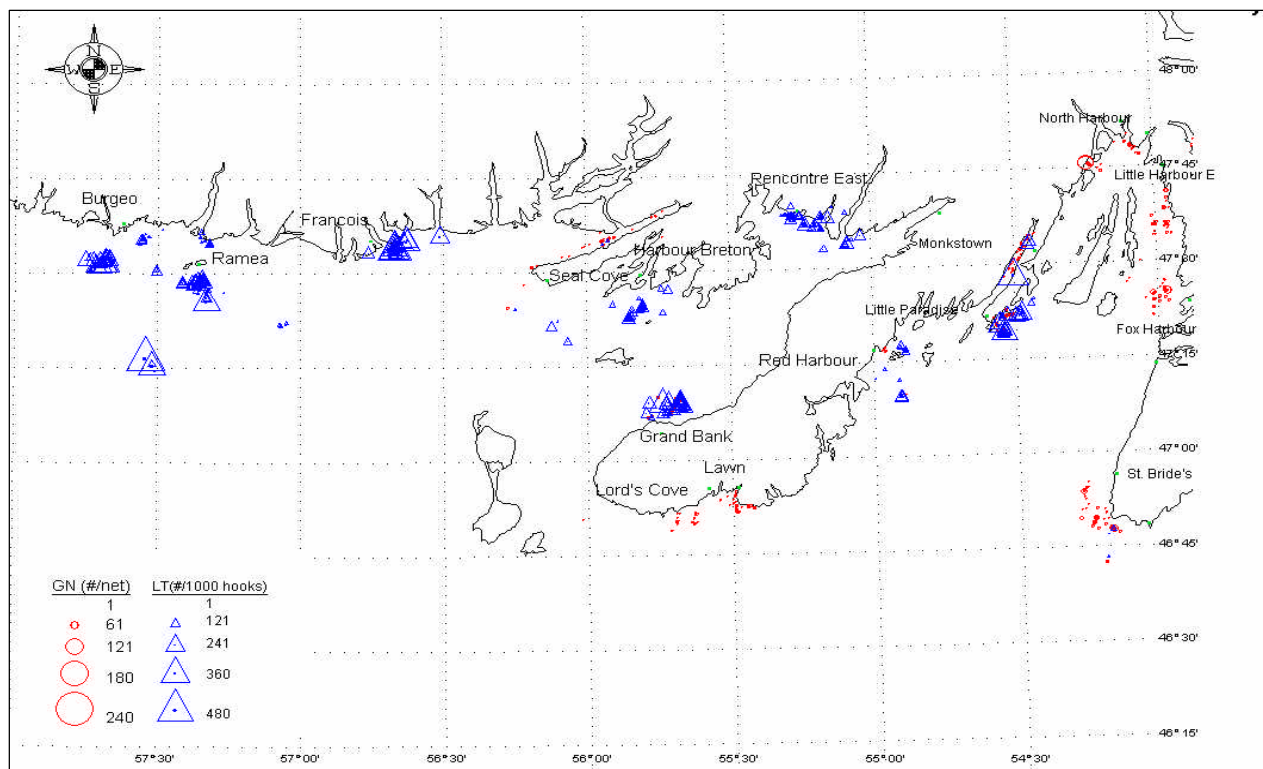 N
W E
S
48° 00'
North Harbour
47° 45'
Little Harbour E
Rencontre East
Burgeo
Francois
Monkstown
Harbour Breton
Ramea
47° 30'
Seal Cove
Little Paradise
Fox Harbour
Red Harbour
47° 15'
Grand Bank
47° 00'
Lawn
St. Bride's
Lord's Cove
46° 45'
GN (#/net) LT(#/1000 hooks)
1 1
61 121
121 241
180 360
240 480
46° 30'
46° 15'
57° 30' 57° 00' 56° 30' 56° 00' 55° 30' 55° 00' 54° 30'